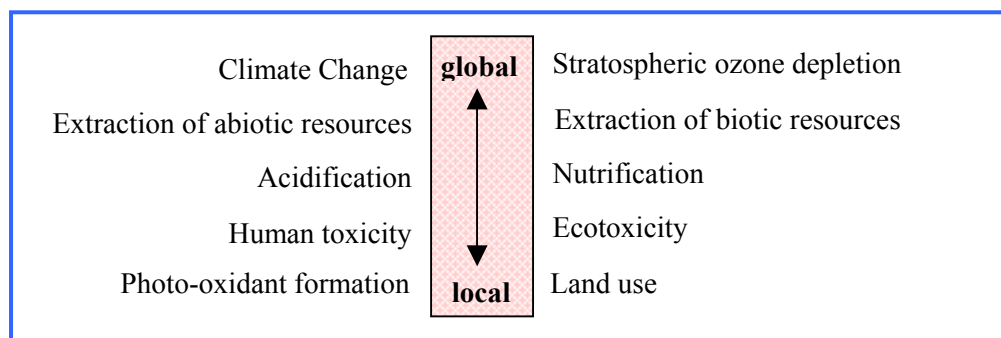 Climate Change global Stratospheric ozone depletion
Extraction of abiotic resources Extraction of biotic resources
Acidification Nutrification
Human toxicity Ecotoxicity
Photo-oxidant formation local Land use